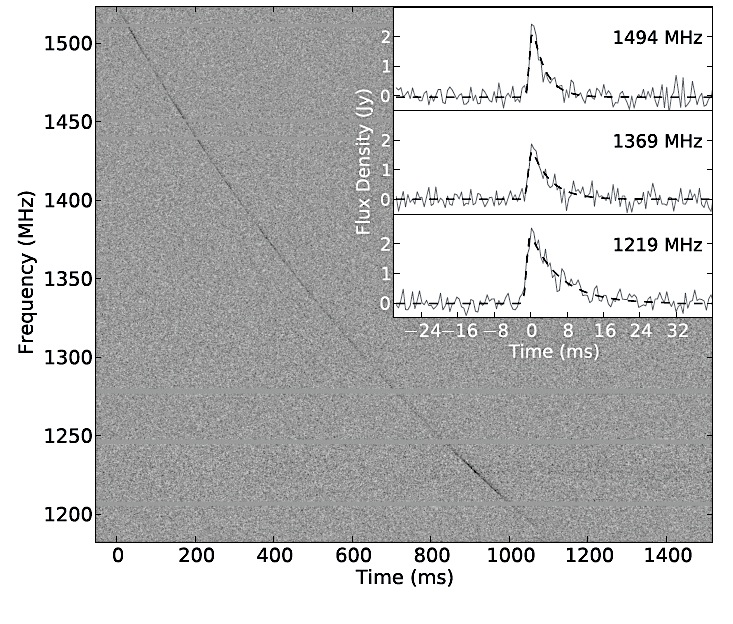 1494 MHz
1369 MHz
1219 MHz
2
1
0
2
1
0
2
1
0
Flux Density (Jy)
−24 −16 −8 0 8 16 24 32
Time (ms)
1500
1450
1400
1350
1300
1250
1200
Frequency (MHz)
0 200 400 600 800 1000 1200 1400
Time (ms)